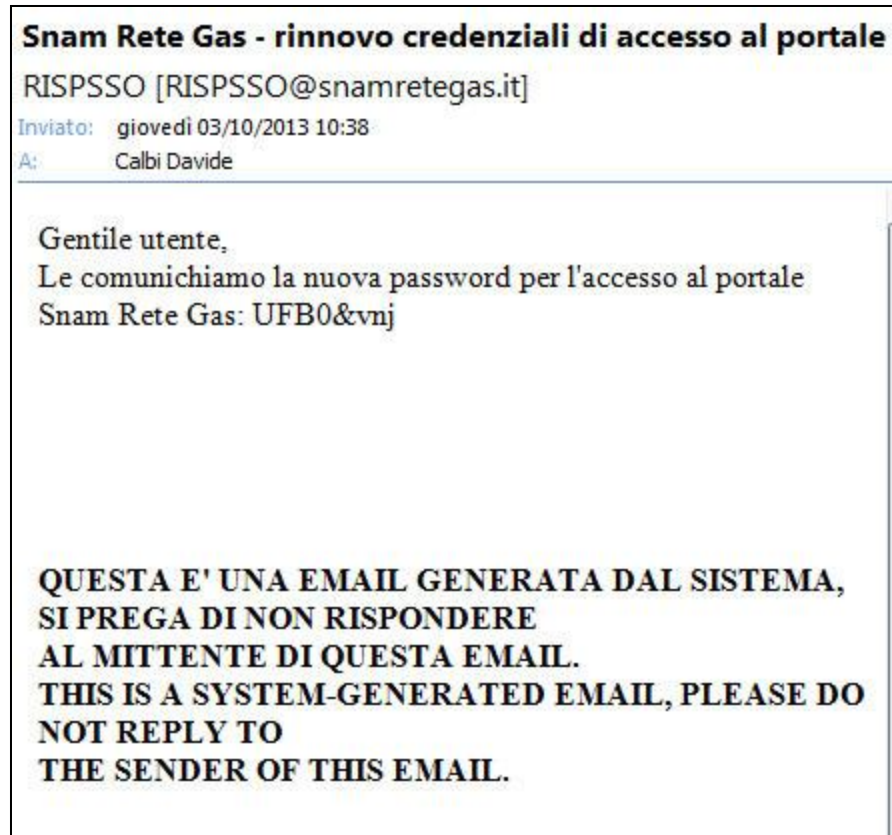 Snam Rete Gas - rinnovo credenziali di accesso al portale
RISPSSO [RISPSSO@snamretegas.it]
Inviato: giovedì 03/10/2013 10:38
A: Calbi Davide
Gentile utente,
Le comunichiamo la nuova password per l'accesso al portale
Snam Rete Gas: UFB0&vnj
QUESTA E' UNA EMAIL GENERATA DAL SISTEMA,
SI PREGA DI NON RISPONDERE
AL MITTENTE DI QUESTA EMAIL.
THIS IS A SYSTEM-GENERATED EMAIL, PLEASE DO
NOT REPLY TO
THE SENDER OF THIS EMAIL.